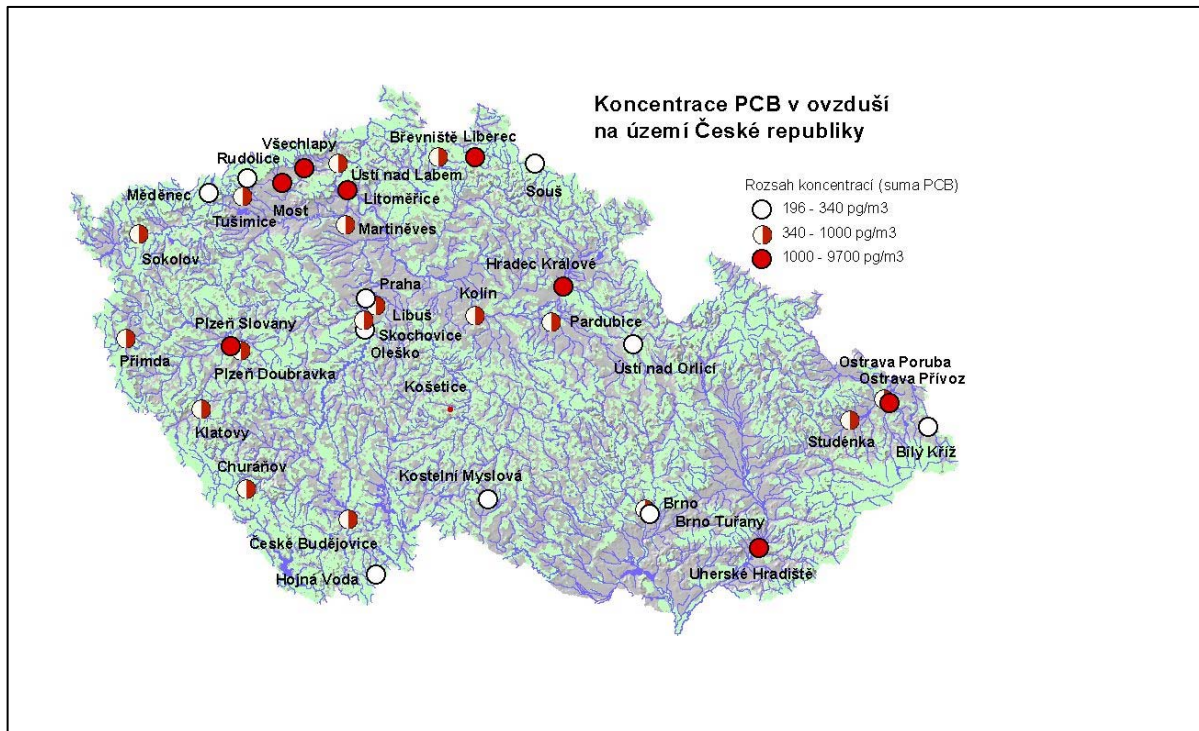 Koncentrace PCB v ovzduší
na území České republiky
Rozsah koncentrací (suma PCB)
196 - 340 pg/m3
340 - 1000 pg/m3
1000 - 9700 pg/m3
Všechlapy
Břevniště
Liberec
Rudolice
Ústí nad Labem
Souš
Měděnec
Litoměřice
Tušimice
Most
Martiněves
Sokolov
Hradec Králové
Praha
Kolín
Libuš
Plzeň Slovany
Skochovice
Pardubice
Oleško
Přimda
Plzeň Doubravka
Ústí nad Orlicí
Ostrava Poruba
Ostrava Přívoz
Košetice
Klatovy
Studénka
Bílý Kříž
Churáňov
Kostelní Myslová
Brno
Brno Tuřany
České Budějovice
Uherské Hradiště
Hojná Voda